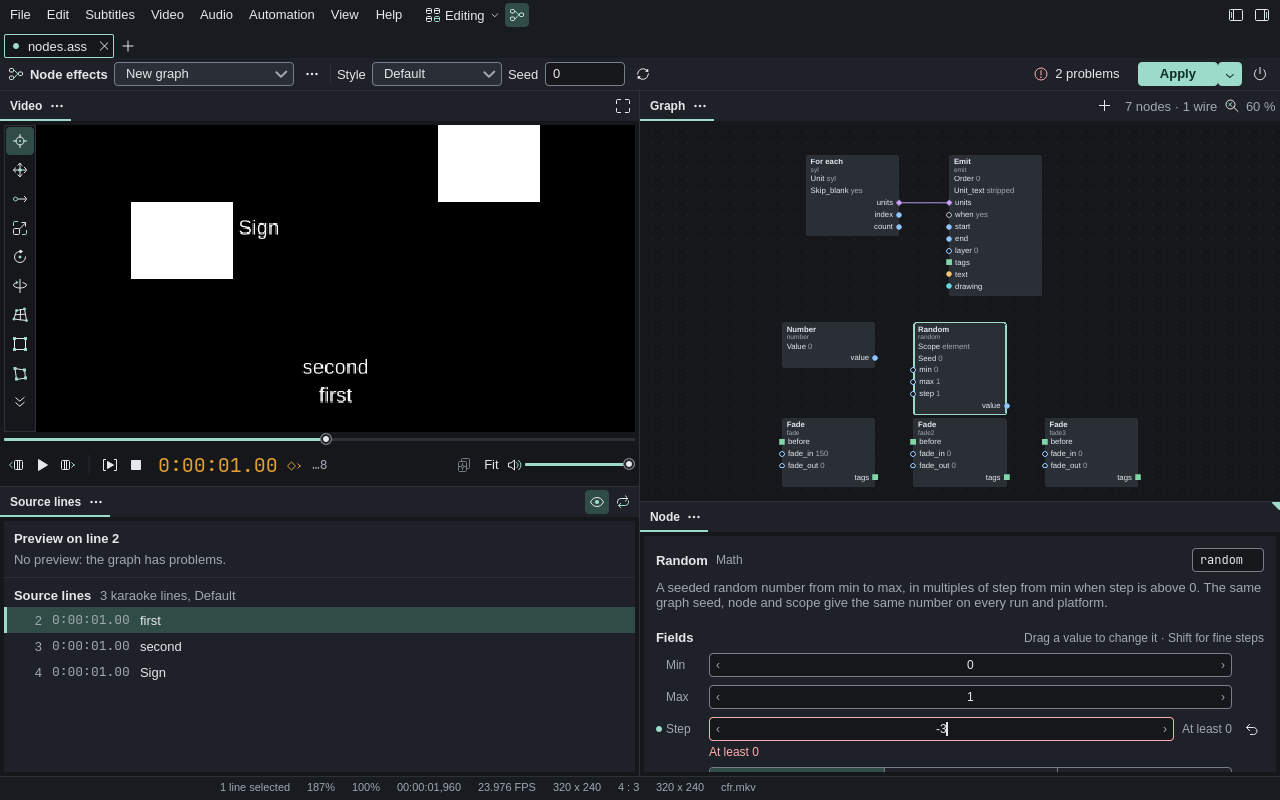 File Edit Subtitles Video Audio Automation View Help Editing
nodes.ass
Node effects New graph Style Default Seed 0 2 problems Apply
Video
Graph 7 nodes · 1 wire 60 %
Sign
second
first
For each
syl
Unit syl
Skip_blank yes
units
index
count
Emit
emit
Order 0
Unit_text stripped
units
when yes
start
end
layer 0
tags
text
drawing
Number
number
Value 0
value
Random
random
Scope element
Seed 0
min 0
max 1
step 1
value
Fade
fade
before
fade_in 150
fade_out 0
tags
Fade
fade2
before
fade_in 0
fade_out 0
tags
Fade
fade3
before
fade_in 0
fade_out 0
tags
0:00:01.00 …8 Fit
Source lines
Preview on line 2
No preview: the graph has problems.
Source lines 3 karaoke lines, Default
2 0:00:01.00 first
3 0:00:01.00 second
4 0:00:01.00 Sign
Node
Random Math random
A seeded random number from min to max, in multiples of step from min when step is above 0. The same
graph seed, node and scope give the same number on every run and platform.
Fields Drag a value to change it · Shift for fine steps
Min 0
Max 1
Step -3 At least 0
At least 0
1 line selected 187% 100% 00:00:01,960 23.976 FPS 320 x 240 4 : 3 320 x 240 cfr.mkv